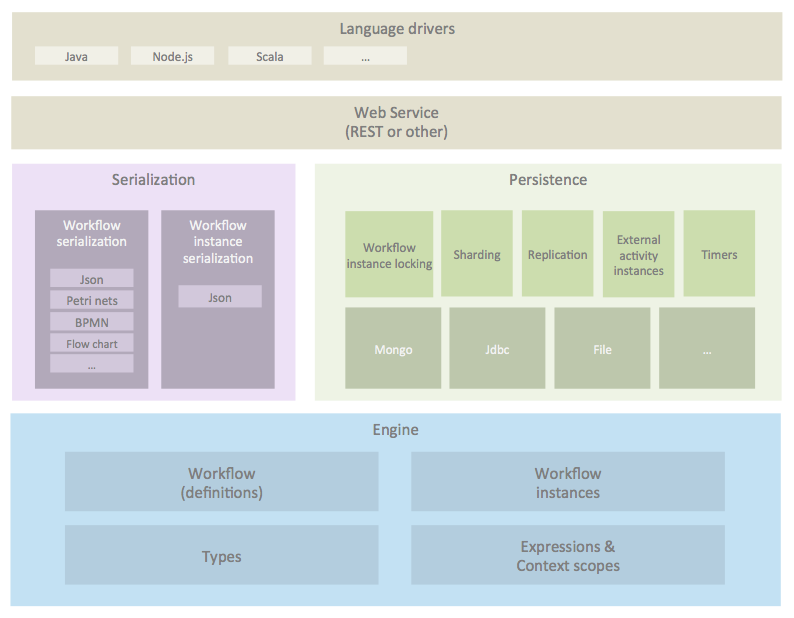 Language drivers
Java
Node.js
Scala
...
Web Service
(REST or other)
Serialization
Workflow
serialization
Json
Petri nets
BPMN
Flow chart
...
Workflow
instance
serialization
Json
Persistence
Workflow
instance locking
Sharding
Replication
External
activity
instances
Timers
Mongo
Jdbc
File
...
Engine
Workflow
(definitions)
Workflow
instances
Types
Expressions &
Context scopes